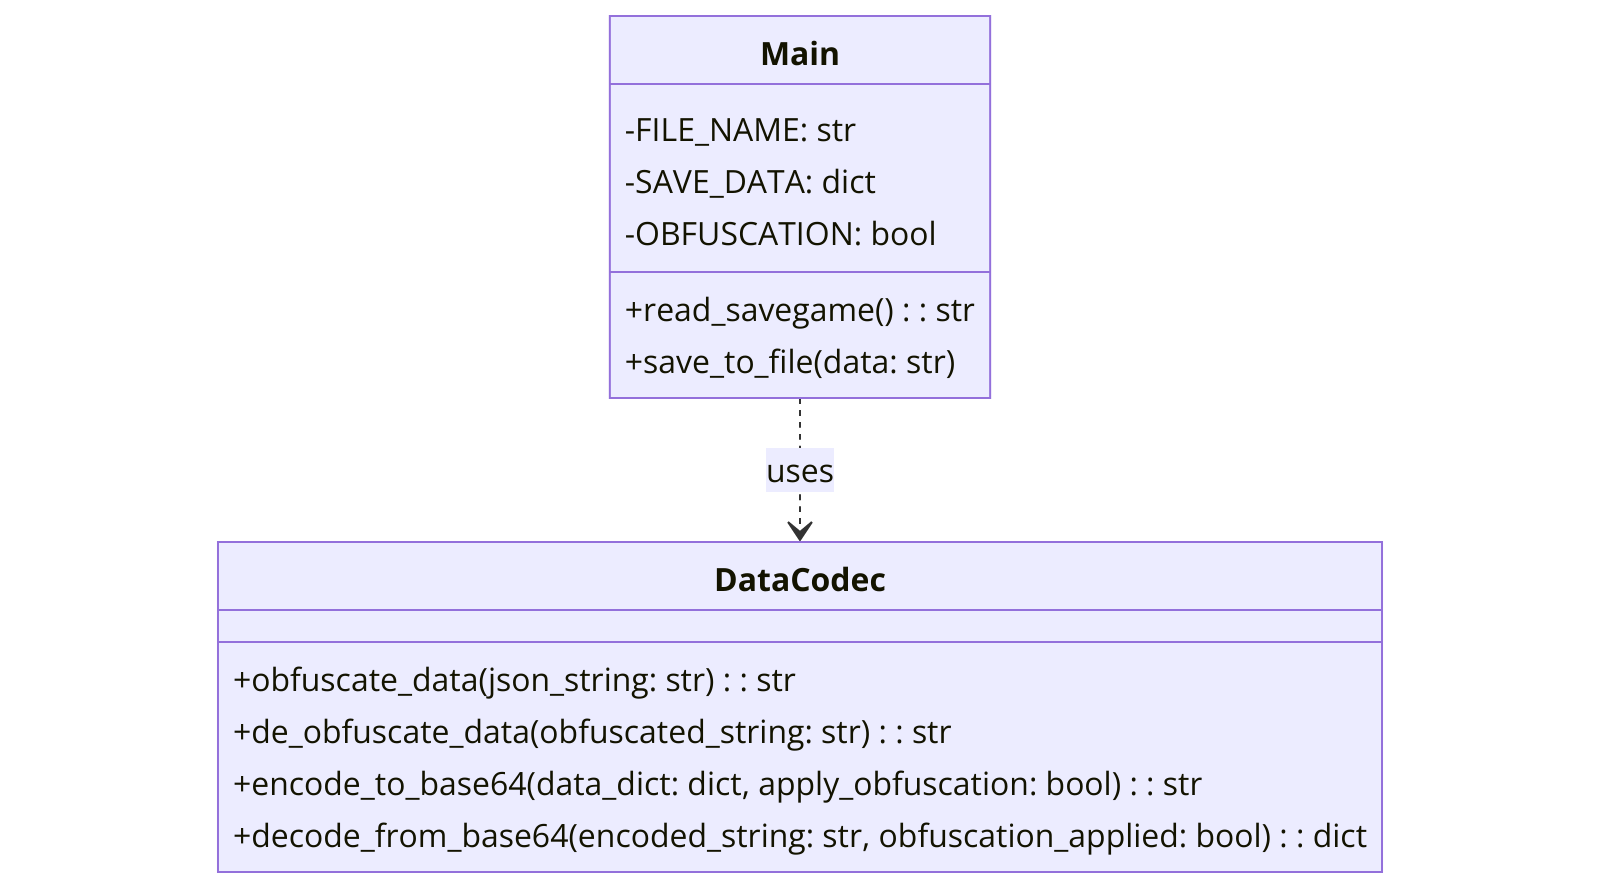 Main
-FILE_NAME: str
-SAVE_DATA: dict
-OBFUSCATION: bool
+read_savegame() : : str
+save_to_file(data: str)
uses
DataCodec
+obfuscate_data(json_string: str) : : str
+de_obfuscate_data(obfuscated_string: str) : : str
+encode_to_base64(data_dict: dict, apply_obfuscation: bool) : : str
+decode_from_base64(encoded_string: str, obfuscation_applied: bool) : : dict